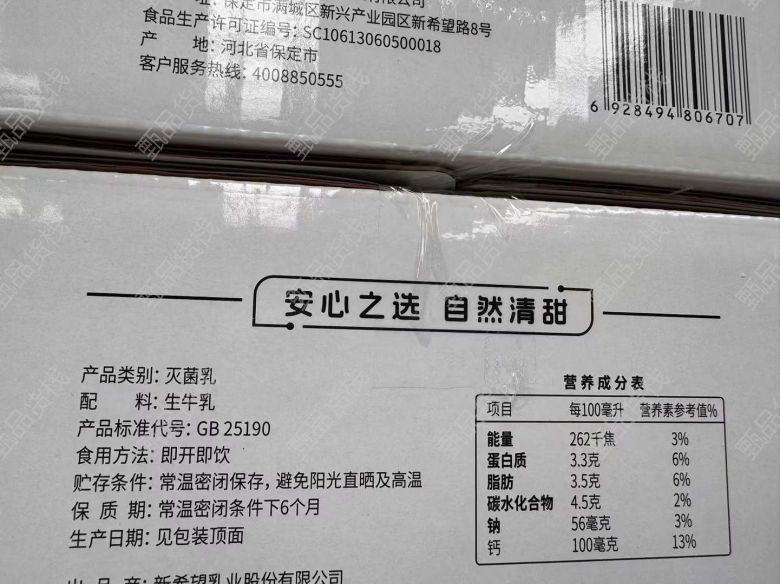 址：保定市满城区新兴产业园区新希望路8号
食品生产许可证编号：SC10613060500018
产 地：河北省保定市
客户服务热线：4008850555
6 928494 806707
安心之选 自然清甜
产品类别：灭菌乳
配 料：生牛乳
产品标准代号：GB 25190
食用方法：即开即饮
贮存条件：常温密闭保存，避免阳光直晒及高温
保 质 期：常温密闭条件下6个月
生产日期：见包装顶面
出 品 商：新希望乳业股份有限公司
营养成分表
项目 每100毫升 营养素参考值%
能量 262千焦 3%
蛋白质 3.3克 6%
脂肪 3.5克 6%
碳水化合物 4.5克 2%
钠 56毫克 3%
钙 100毫克 13%
甄品货栈